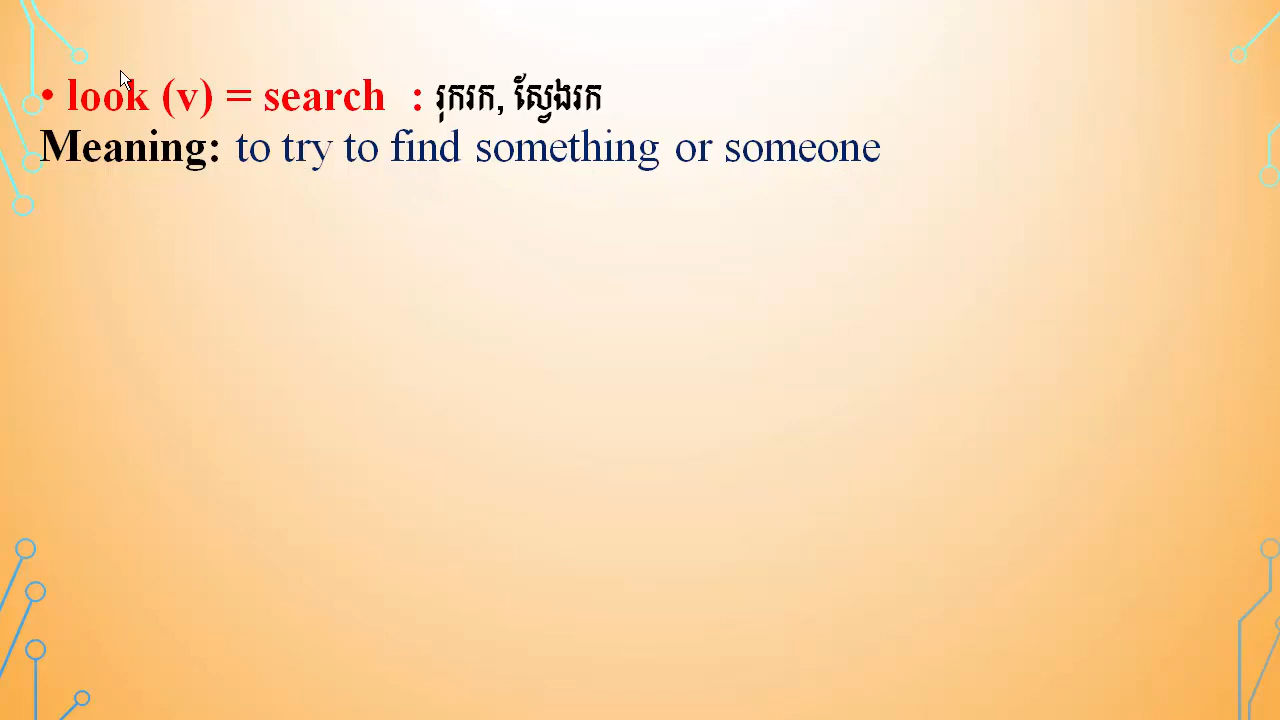 • look (v) = search : រុករក, ស្វែងរក
Meaning: to try to find something or someone